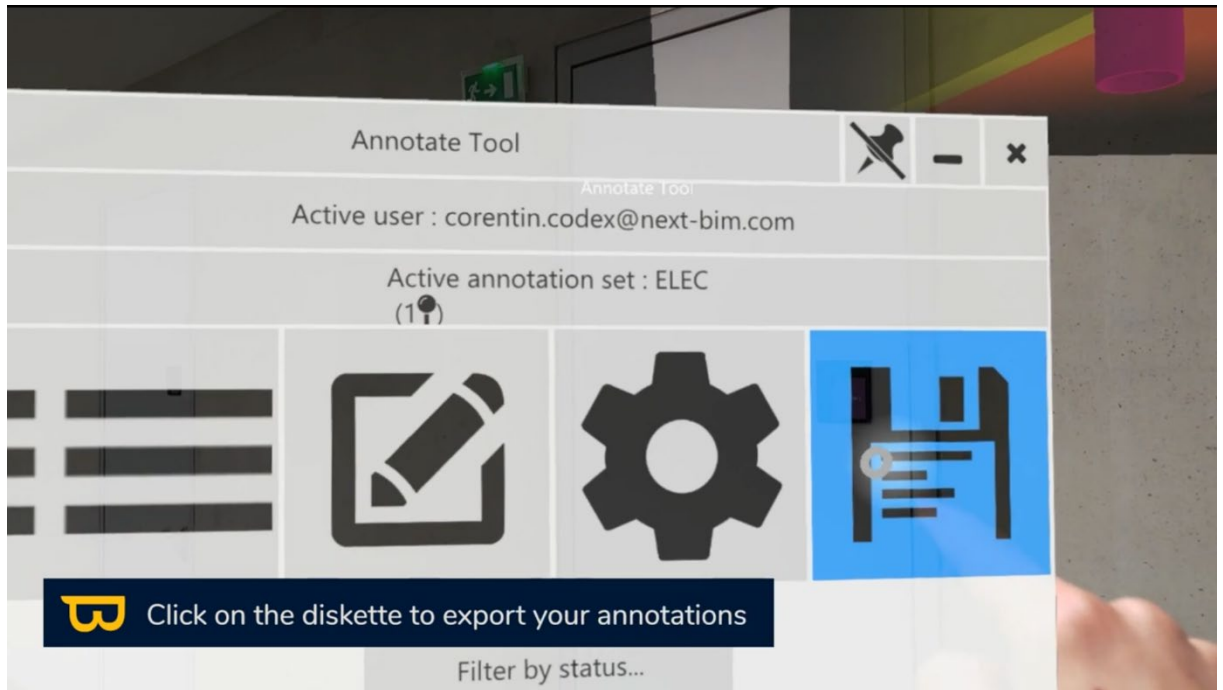 Annotate Tool
Annotate Tool
Active user : corentin.codex@next-bim.com
Active annotation set : ELEC
(1)
Click on the diskette to export your annotations
Filter by status...